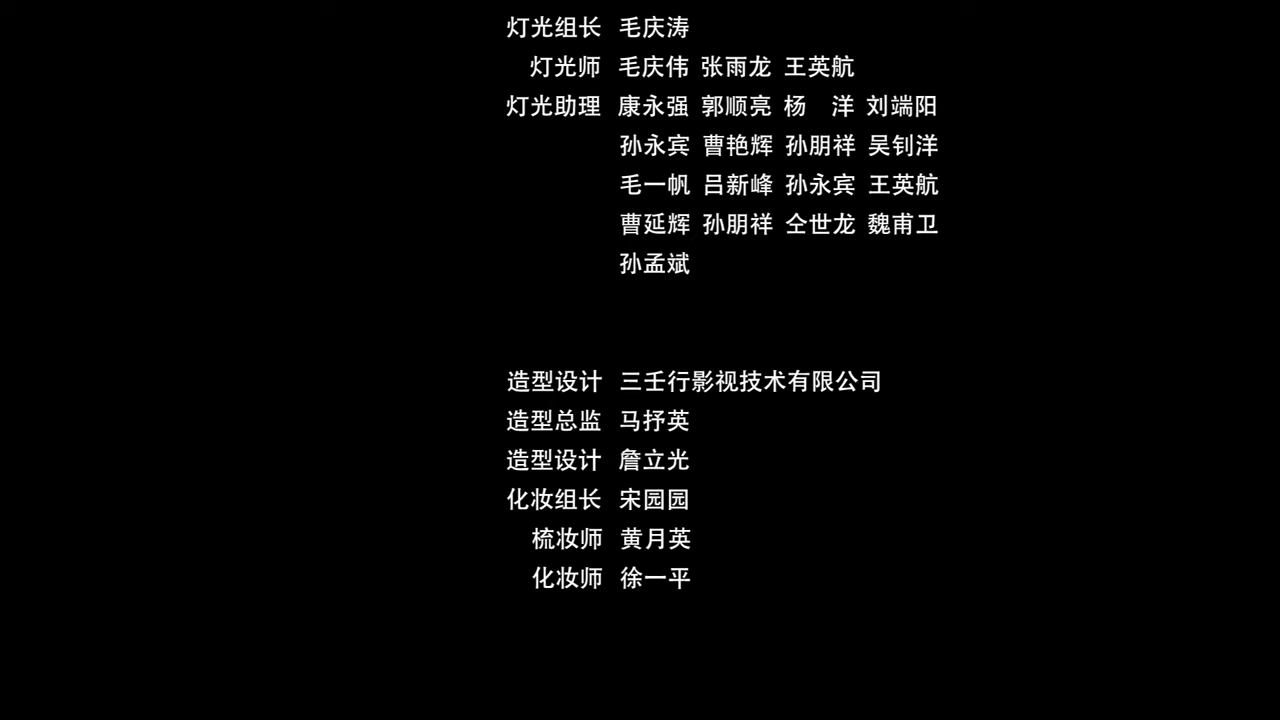 灯光组长 毛庆涛
灯光师 毛庆伟 张雨龙 王英航
灯光助理 康永强 郭顺亮 杨 洋 刘端阳
孙永宾 曹艳辉 孙朋祥 吴钊洋
毛一帆 吕新峰 孙永宾 王英航
曹延辉 孙朋祥 仝世龙 魏甫卫
孙孟斌
造型设计 三壬行影视技术有限公司
造型总监 马抒英
造型设计 詹立光
化妆组长 宋园园
梳妆师 黄月英
化妆师 徐一平